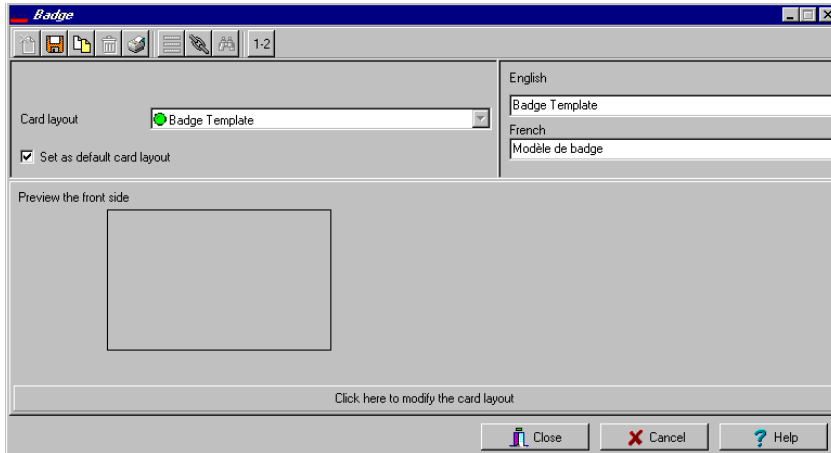 Badge
1-2
English
Badge Template
Card layout
Badge Template
French
Modèle de badge
Set as default card layout
Preview the front side
Click here to modify the card layout
Close
Cancel
? Help